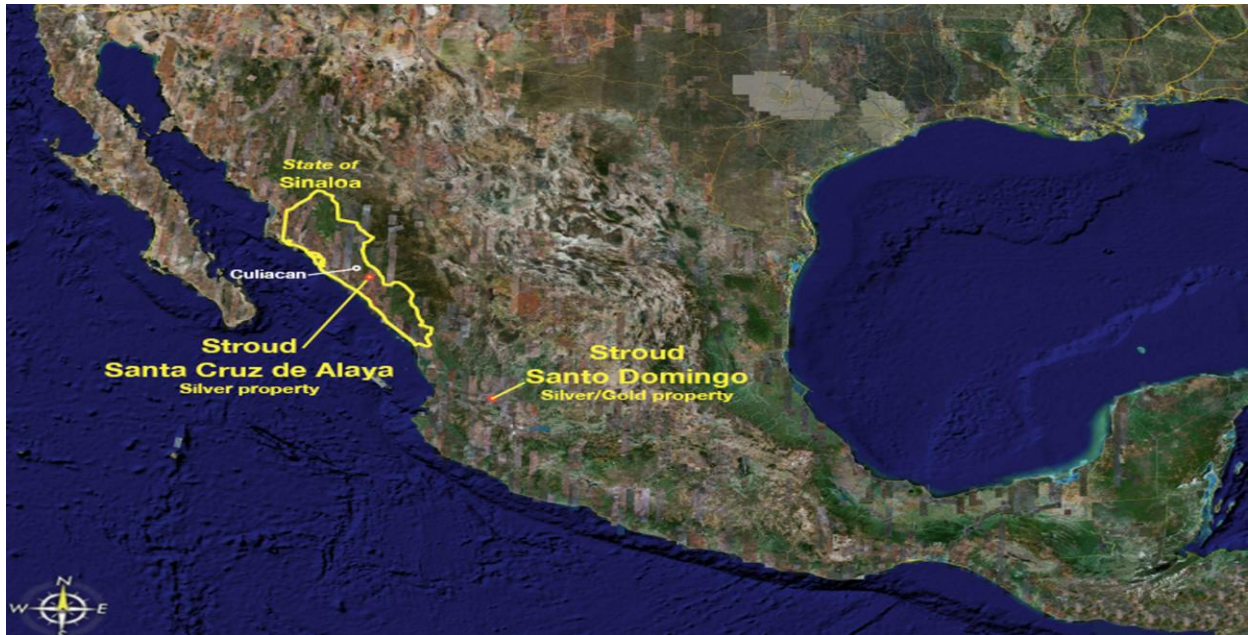 State of
Sinaloa
Culiacan
Stroud
Santa Cruz de Alaya
Silver property
Stroud
Santo Domingo
Silver/Gold property
N
W
E
S